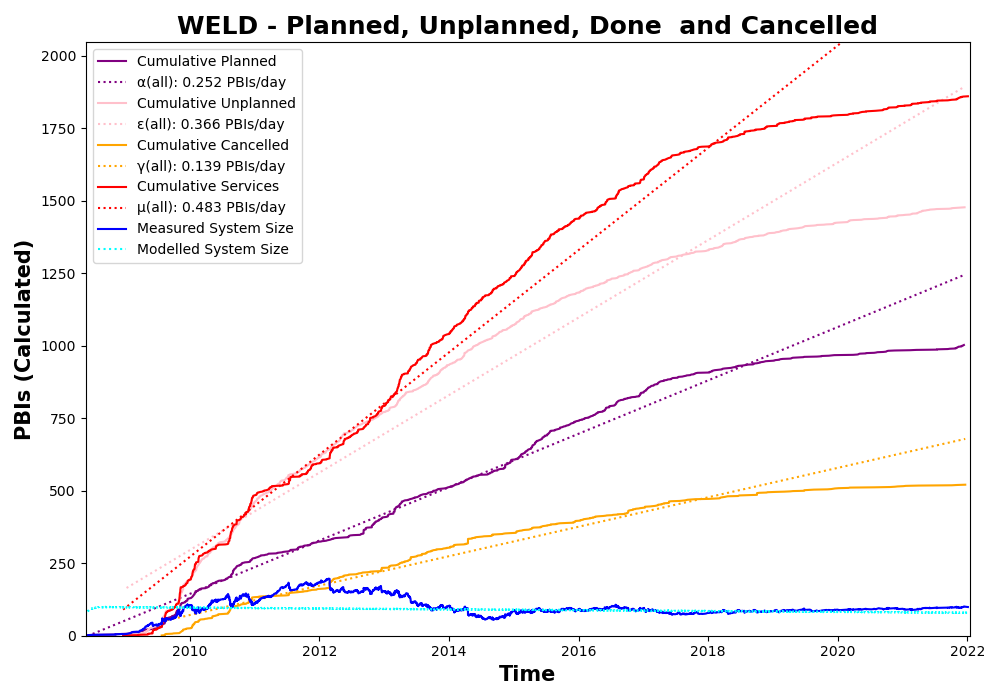 WELD - Planned, Unplanned, Done  and Cancelled
PBIs (Calculated)
2000
1750
1500
1250
1000
750
500
250
0
Cumulative Planned
α(all): 0.252 PBIs/day
Cumulative Unplanned
ε(all): 0.366 PBIs/day
Cumulative Cancelled
γ(all): 0.139 PBIs/day
Cumulative Services
μ(all): 0.483 PBIs/day
Measured System Size
Modelled System Size
2010
2012
2014
2016
2018
2020
2022
Time